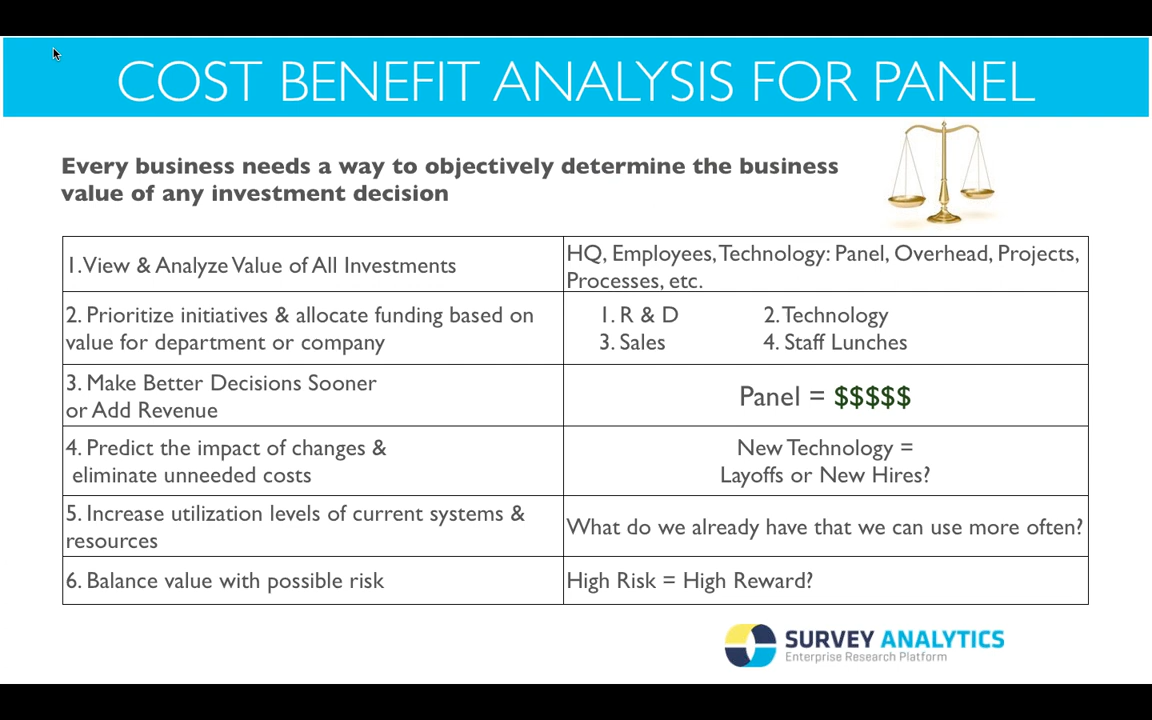 COST BENEFIT ANALYSIS FOR PANEL
Every business needs a way to objectively determine the business
value of any investment decision
1. View & Analyze Value of All Investments
HQ, Employees, Technology: Panel, Overhead, Projects,
Processes, etc.
2. Prioritize initiatives & allocate funding based on
value for department or company
1. R & D 2. Technology
3. Sales 4. Staff Lunches
3. Make Better Decisions Sooner
or Add Revenue
Panel = $$$$$
4. Predict the impact of changes &
eliminate unneeded costs
New Technology =
Layoffs or New Hires?
5. Increase utilization levels of current systems &
resources
What do we already have that we can use more often?
6. Balance value with possible risk
High Risk = High Reward?
SURVEY ANALYTICS
Enterprise Research Platform